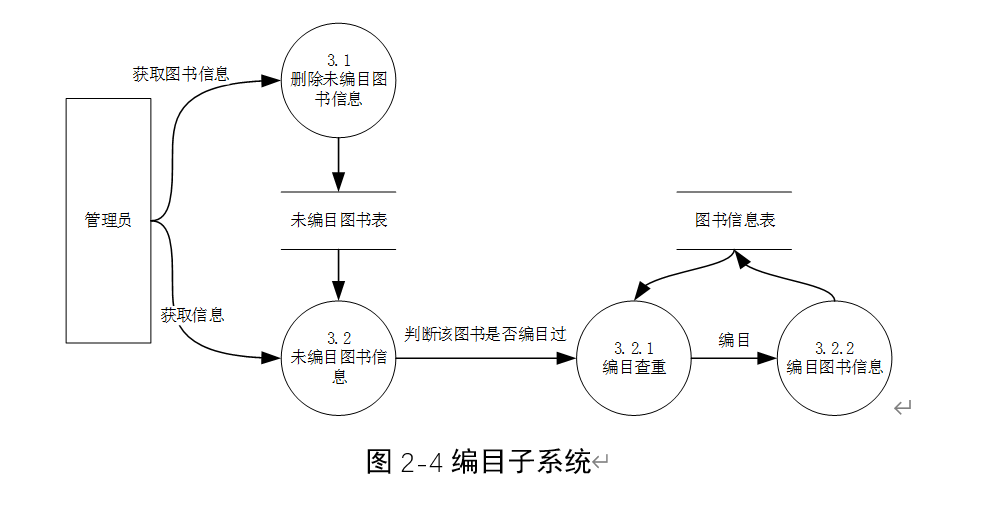 3.1
删除未编目图
书信息
获取图书信息
管理员
未编目图书表
图书信息表
获取信息
3.2
未编目图书信
息
判断该图书是否编目过
3.2.1
编目查重
编目
3.2.2
编目图书信息
图 2-4 编目子系统